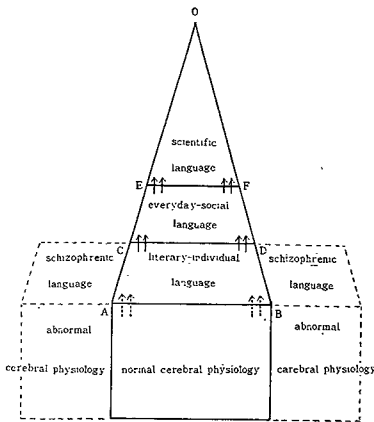 O
scientific
language
E F
everyday-social
language
C D
schizophrenic literary-individual schizophrenic
language language language
A B
abnormal abnormal
cerebral physiology normal cerebral physiology carebral physiology